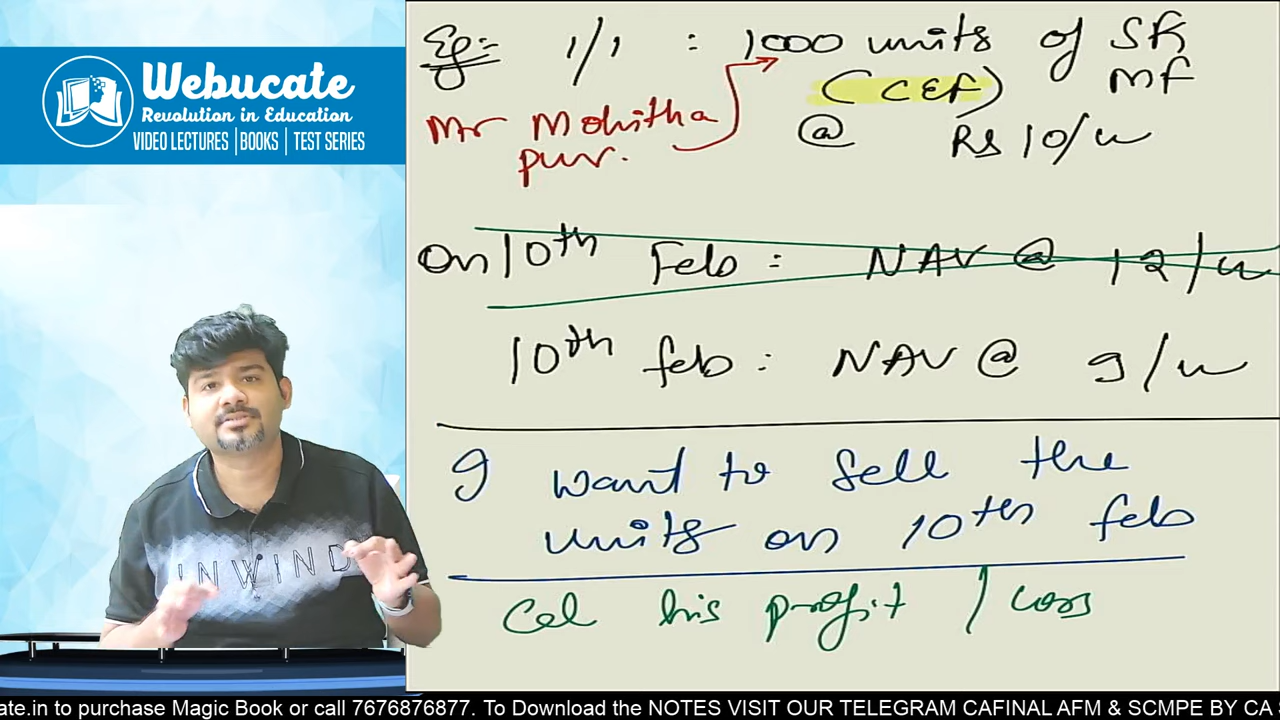 Webucate
Revolution in Education
VIDEO LECTURES | BOOKS | TEST SERIES
Eg:- 1/1 : 1000 units of SK MF
(CEF)
@ Rs 10/u
Mr Mohitha
pur.
On 10th Feb : NAV @ 12/u
10th feb : NAV @ 9/u
I want to sell the
units on 10th feb
Cal his profit / loss
INWIND
ate.in to purchase Magic Book or call 7676876877. To Download the NOTES VISIT OUR TELEGRAM CAFINAL AFM & SCMPE BY CA